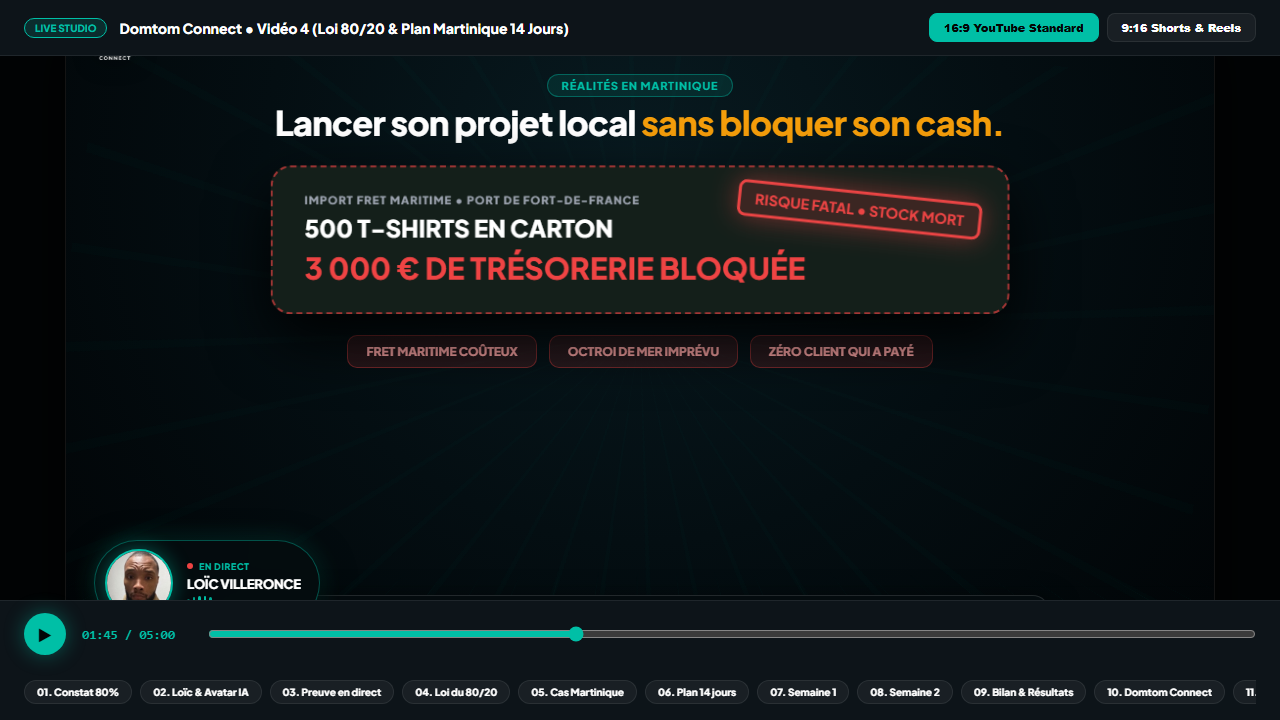 LIVE STUDIO
Domtom Connect ● Vidéo 4 (Loi 80/20 & Plan Martinique 14 Jours)
16:9 YouTube Standard
9:16 Shorts & Reels
CONNECT
RÉALITÉS EN MARTINIQUE
Lancer son projet local sans bloquer son cash.
IMPORT FRET MARITIME ● PORT DE FORT-DE-FRANCE
RISQUE FATAL ● STOCK MORT
500 T-SHIRTS EN CARTON
3 000 € DE TRÉSORERIE BLOQUÉE
FRET MARITIME COÛTEUX
OCTROI DE MER IMPRÉVU
ZÉRO CLIENT QUI A PAYÉ
EN DIRECT
LOÏC VILLERONCE
01:45 / 05:00
01. Constat 80%
02. Loïc & Avatar IA
03. Preuve en direct
04. Loi du 80/20
05. Cas Martinique
06. Plan 14 jours
07. Semaine 1
08. Semaine 2
09. Bilan & Résultats
10. Domtom Connect
11.